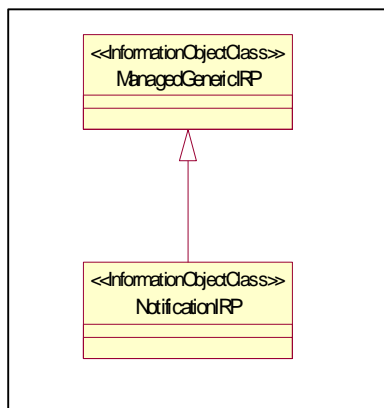 <<InformationObjectClass>>
ManagedGenericIRP
<<InformationObjectClass>>
NotificationIRP